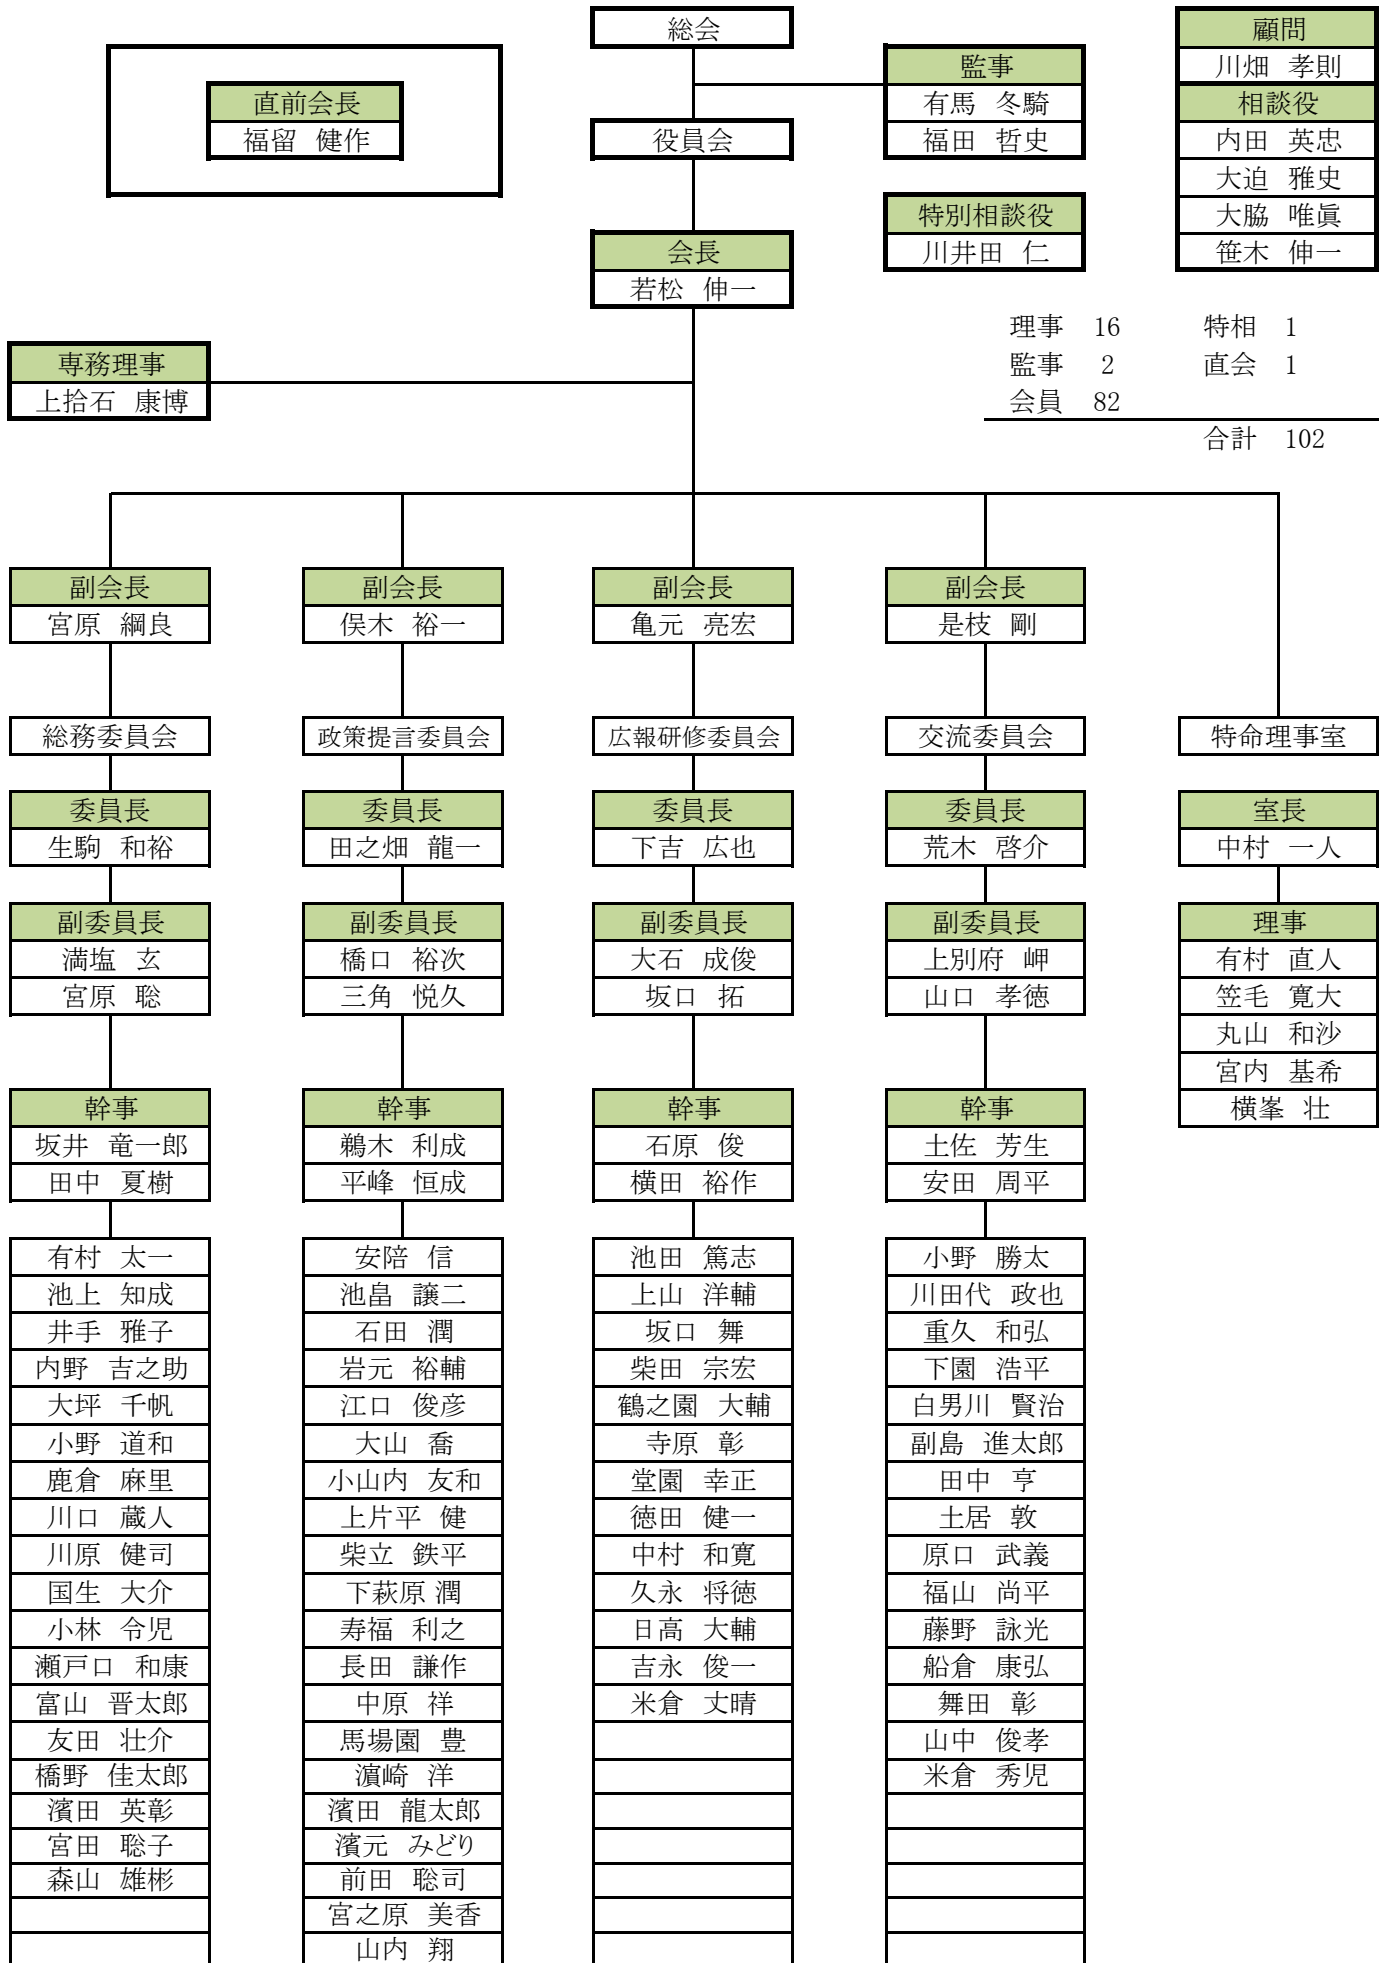 総会
直前会長
福留 健作
役員会
監事
有馬 冬騎
福田 哲史
顧問
川畑 孝則
相談役
内田 英忠
大迫 雅史
大脇 唯眞
笹木 伸一
特別相談役
川井田 仁
会長
若松 伸一
理事 16 特相 1
監事 2 直会 1
会員 82
合計 102
専務理事
上拾石 康博
副会長
宮原 綱良
総務委員会
委員長
生駒 和裕
副委員長
満塩 玄
宮原 聡
幹事
坂井 竜一郎
田中 夏樹
有村 太一
池上 知成
井手 雅子
内野 吉之助
大坪 千帆
小野 道和
鹿倉 麻里
川口 蔵人
川原 健司
国生 大介
小林 令児
瀬戸口 和康
富山 晋太郎
友田 壮介
橋野 佳太郎
濱田 英彰
宮田 聡子
森山 雄彬
副会長
俣木 裕一
政策提言委員会
委員長
田之畑 龍一
副委員長
橋口 裕次
三角 悦久
幹事
鵜木 利成
平峰 恒成
安陪 信
池畠 譲二
石田 潤
岩元 裕輔
江口 俊彦
大山 喬
小山内 友和
上片平 健
柴立 鉄平
下萩原 潤
寿福 利之
長田 謙作
中原 祥
馬場園 豊
濵崎 洋
濱田 龍太郎
濱元 みどり
前田 聡司
宮之原 美香
山内 翔
副会長
亀元 亮宏
広報研修委員会
委員長
下吉 広也
副委員長
大石 成俊
坂口 拓
幹事
石原 俊
横田 裕作
池田 篤志
上山 洋輔
坂口 舞
柴田 宗宏
鶴之園 大輔
寺原 彰
堂園 幸正
徳田 健一
中村 和寛
久永 将徳
日高 大輔
吉永 俊一
米倉 丈晴
副会長
是枝 剛
交流委員会
委員長
荒木 啓介
副委員長
上別府 岬
山口 孝徳
幹事
土佐 芳生
安田 周平
小野 勝太
川田代 政也
重久 和弘
下園 浩平
白男川 賢治
副島 進太郎
田中 亨
土居 敦
原口 武義
福山 尚平
藤野 詠光
船倉 康弘
舞田 彰
山中 俊孝
米倉 秀児
特命理事室
室長
中村 一人
理事
有村 直人
笠毛 寛大
丸山 和沙
宮内 基希
横峯 壮